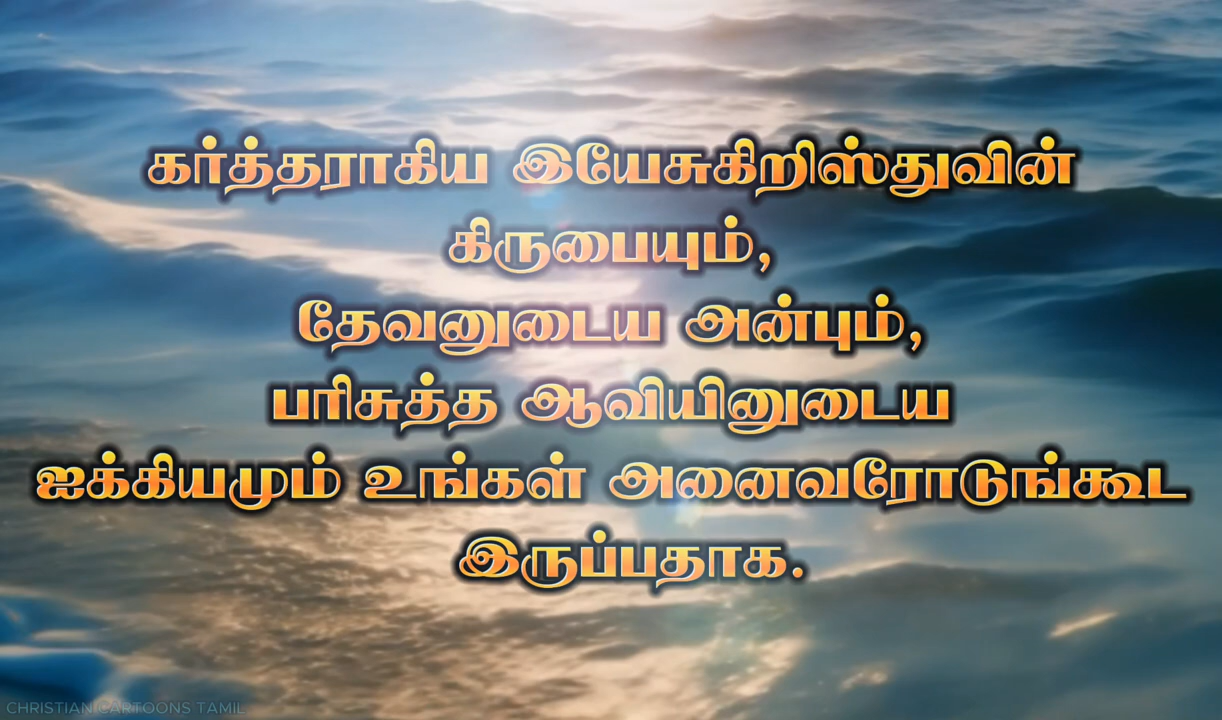 கர்த்தராகிய இயேசுகிறிஸ்துவின்
கிருபையும்,
தேவனுடைய அன்பும்,
பரிசுத்த ஆவியினுடைய
ஐக்கியமும் உங்கள் அனைவரோடுங்கூட
இருப்பதாக.
CHRISTIAN CARTOONS TAMIL